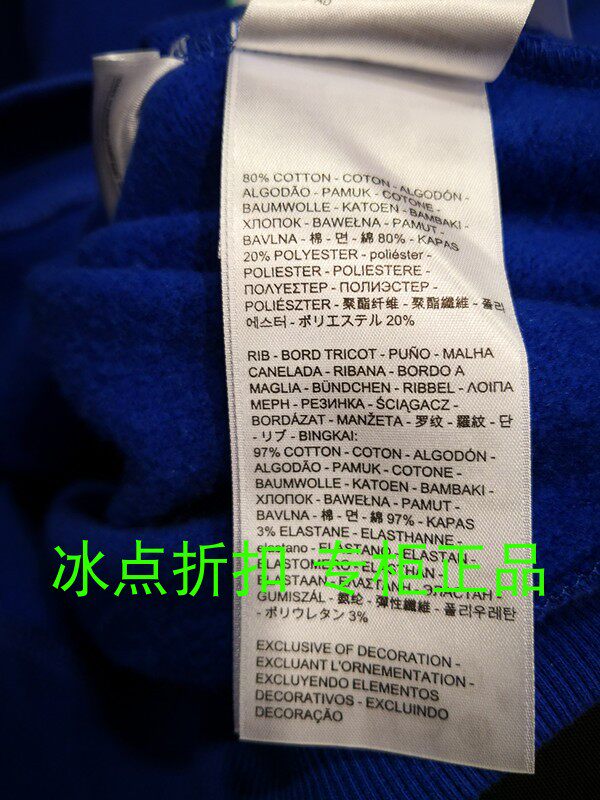 80% COTTON - COTON - ALGODÓN -
ALGODÃO - PAMUK - COTONE -
BAUMWOLLE - KATOEN - BAMBAKI -
ХЛОПОК - BAWEŁNA - PAMUT -
BAVLNA - 棉 - 면 - 綿 80% - KAPAS
20% POLYESTER - poliéster -
POLIESTER - POLIESTERE -
ΠΟΛΥΕΣΤΕΡ - ПОЛИЭСТЕР -
POLIÉSZTER - 聚酯纤维 - 聚酯纖維 - 폴리
에스터 - ポリエステル 20%
RIB - BORD TRICOT - PUÑO - MALHA
CANELADA - RIBANA - BORDO A
MAGLIA - BÜNDCHEN - RIBBEL - ΛΟΙΠΑ
ΜΕΡΗ - РЕЗИНКА - ŚCIĄGACZ -
BORDÁZAT - MANŽETA - 罗纹 - 羅紋 - 단
- リブ - BINGKAI:
97% COTTON - COTON - ALGODÓN -
ALGODÃO - PAMUK - COTONE -
BAUMWOLLE - KATOEN - BAMBAKI -
ХЛОПОК - BAWEŁNA - PAMUT -
BAVLNA - 棉 - 면 - 綿 97% - KAPAS
3% ELASTANE - ELASTHANNE -
冰点折扣 专柜正品
GUMISZÁL - 氨纶 - 彈性纖維 - 폴리우레탄
- ポリウレタン 3%
EXCLUSIVE OF DECORATION -
EXCLUANT L'ORNEMENTATION -
EXCLUYENDO ELEMENTOS
DECORATIVOS - EXCLUINDO
DECORAÇÃO